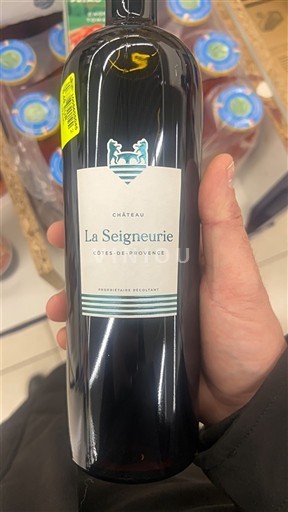 CHÂTEAU
La Seigneurie
CÔTES-DE-PROVENCE
PROPRIÉTAIRE RÉCOLTANT